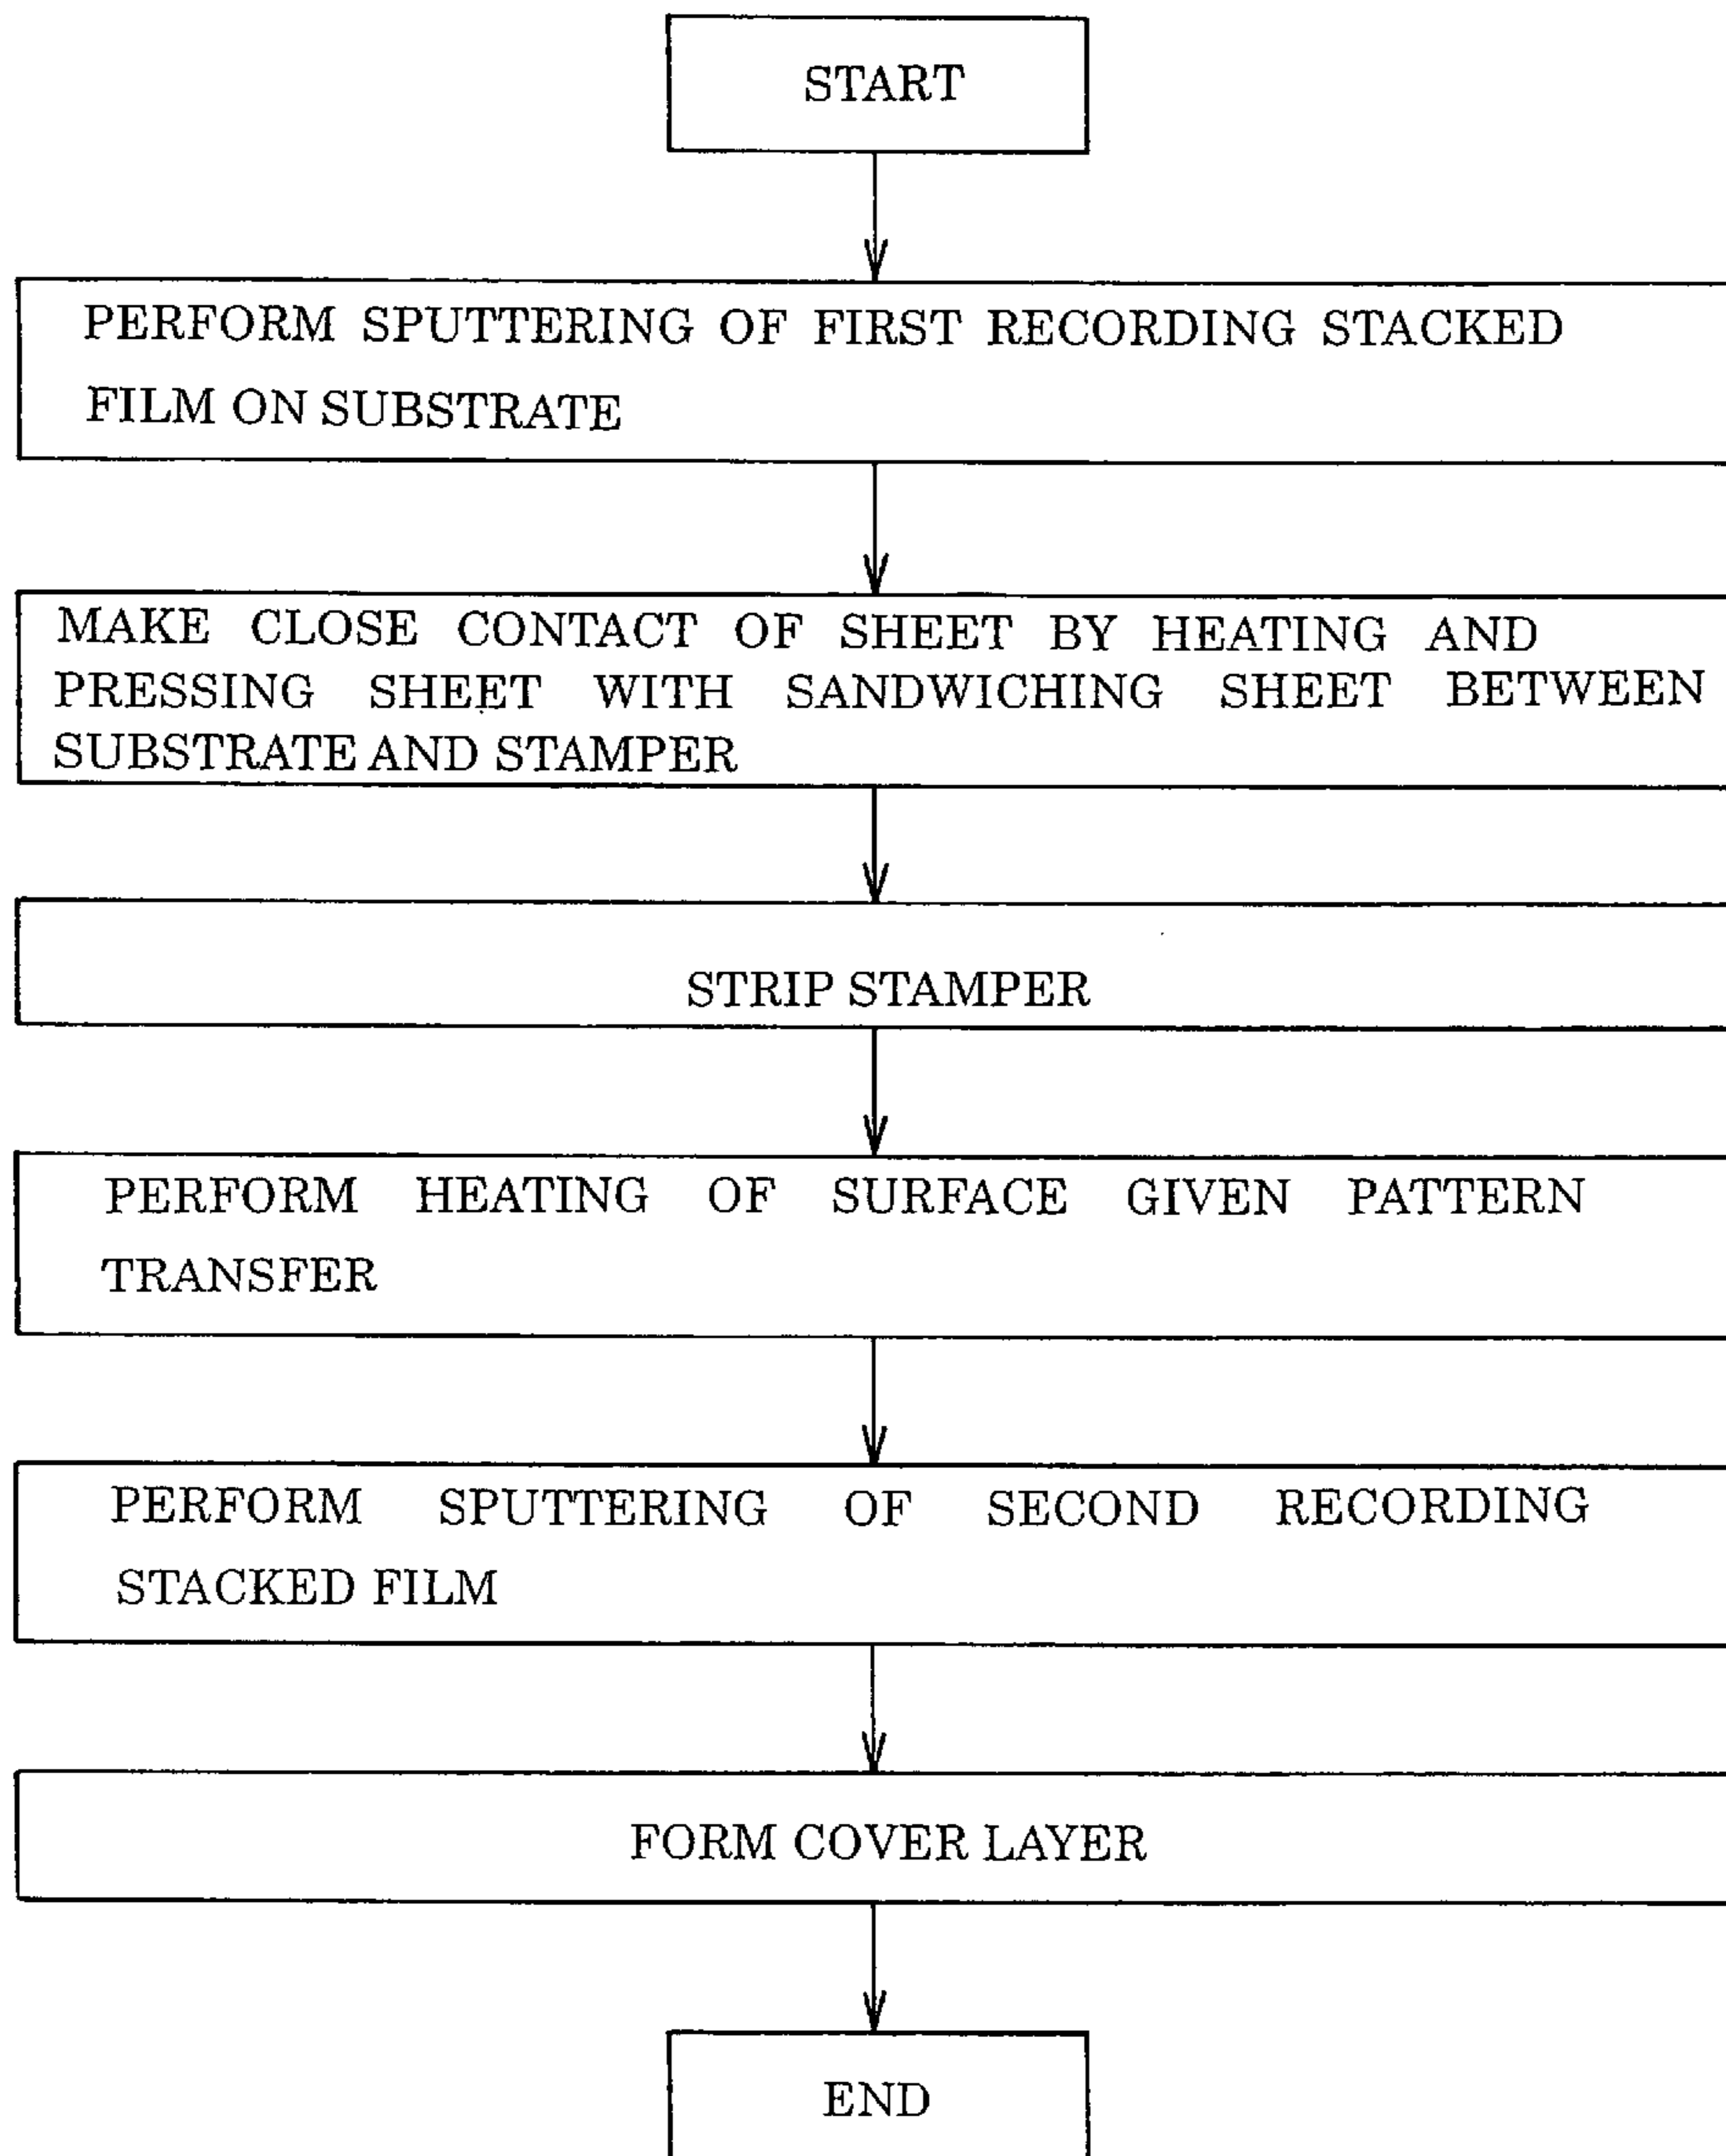 START
PERFORM SPUTTERING OF FIRST RECORDING STACKED
FILM ON SUBSTRATE
MAKE CLOSE CONTACT OF SHEET BY HEATING AND
PRESSING SHEET WITH SANDWICHING SHEET BETWEEN
SUBSTRATE AND STAMPER
STRIP STAMPER
PERFORM HEATING OF SURFACE GIVEN PATTERN
TRANSFER
PERFORM SPUTTERING OF SECOND RECORDING
STACKED FILM
FORM COVER LAYER
END